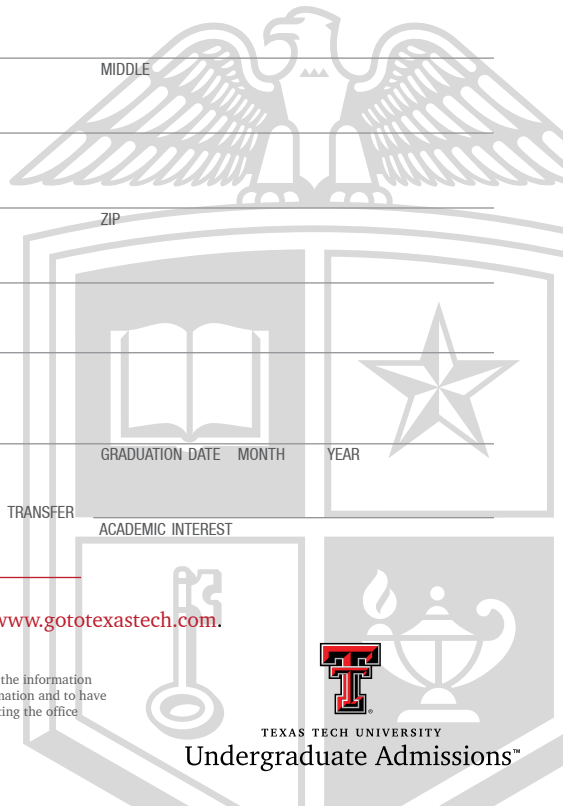 MIDDLE
ZIP
GRADUATION DATE MONTH YEAR
TRANSFER
ACADEMIC INTEREST
www.gototexastech.com.
the information
mation and to have
ting the office
TEXAS TECH UNIVERSITY
Undergraduate Admissions™